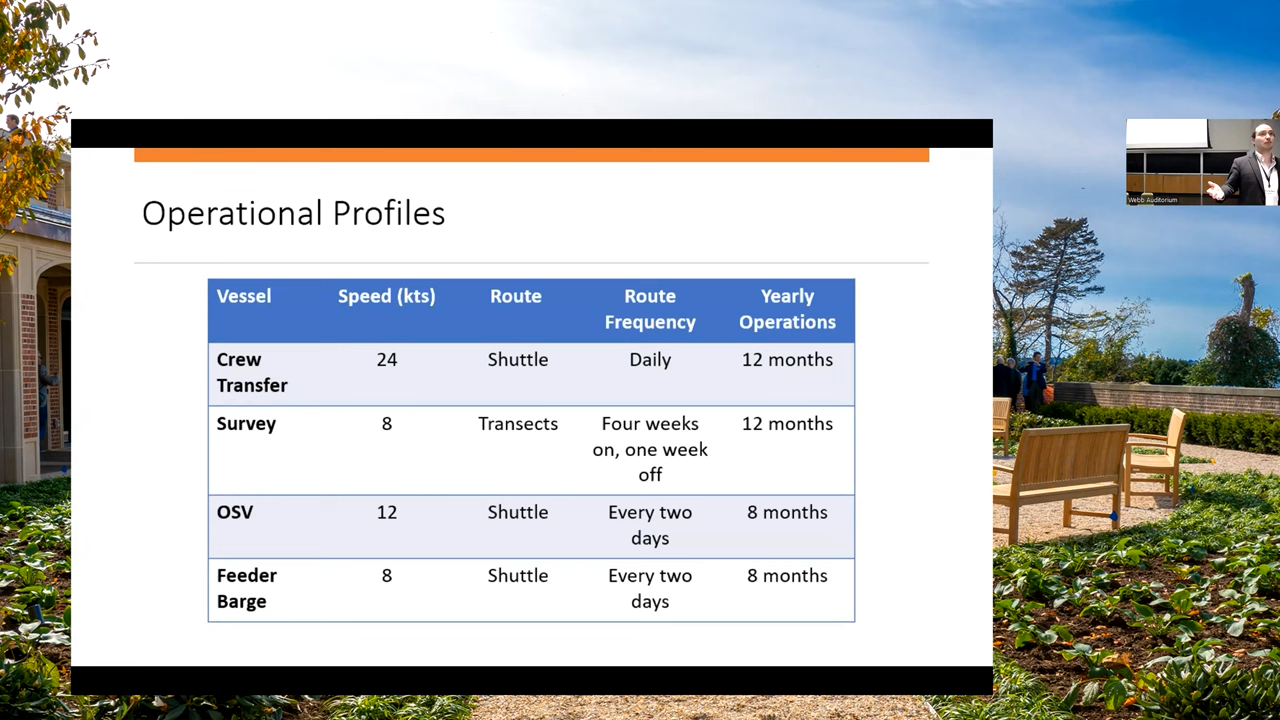 Operational Profiles
Vessel Speed (kts) Route Route Frequency Yearly Operations
Crew Transfer 24 Shuttle Daily 12 months
Survey 8 Transects Four weeks on, one week off 12 months
OSV 12 Shuttle Every two days 8 months
Feeder Barge 8 Shuttle Every two days 8 months
Webb Auditorium